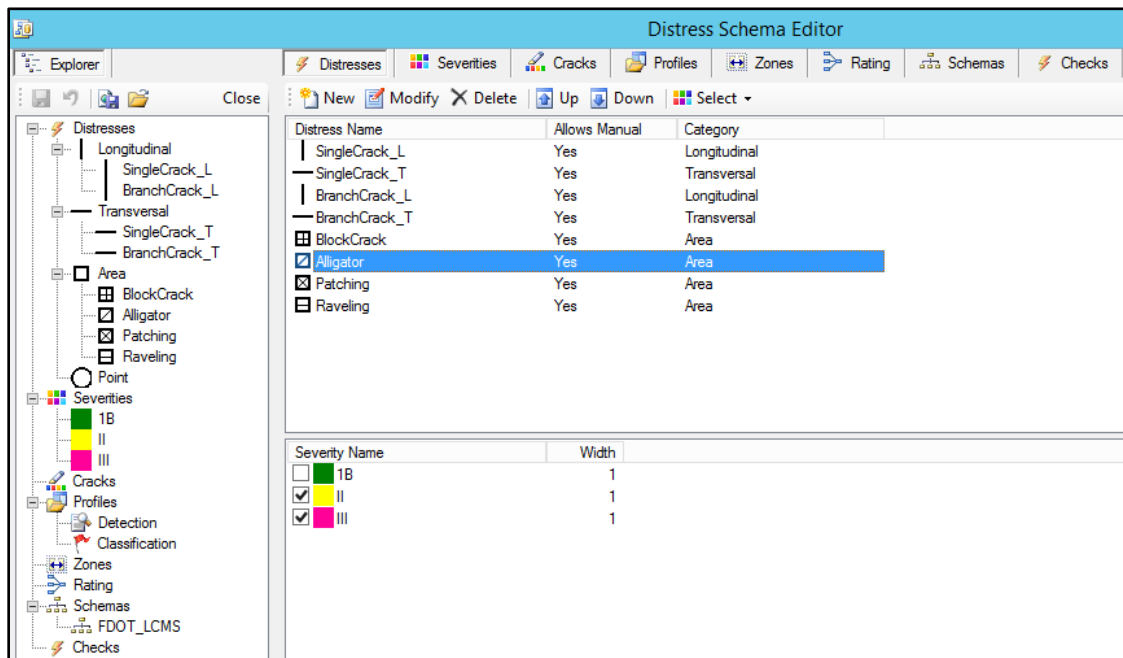 Distress Schema Editor
Explorer
Distresses Severities Cracks Profiles Zones Rating Schemas Checks
Close
New Modify Delete Up Down Select
Distresses
Longitudinal
SingleCrack_L
BranchCrack_L
Transversal
SingleCrack_T
BranchCrack_T
Area
BlockCrack
Alligator
Patching
Raveling
Point
Severities
1B
II
III
Cracks
Profiles
Detection
Classification
Zones
Rating
Schemas
FDOT_LCMS
Checks
Distress Name Allows Manual Category
SingleCrack_L Yes Longitudinal
SingleCrack_T Yes Transversal
BranchCrack_L Yes Longitudinal
BranchCrack_T Yes Transversal
BlockCrack Yes Area
Alligator Yes Area
Patching Yes Area
Raveling Yes Area
Severity Name Width
1B 1
II 1
III 1